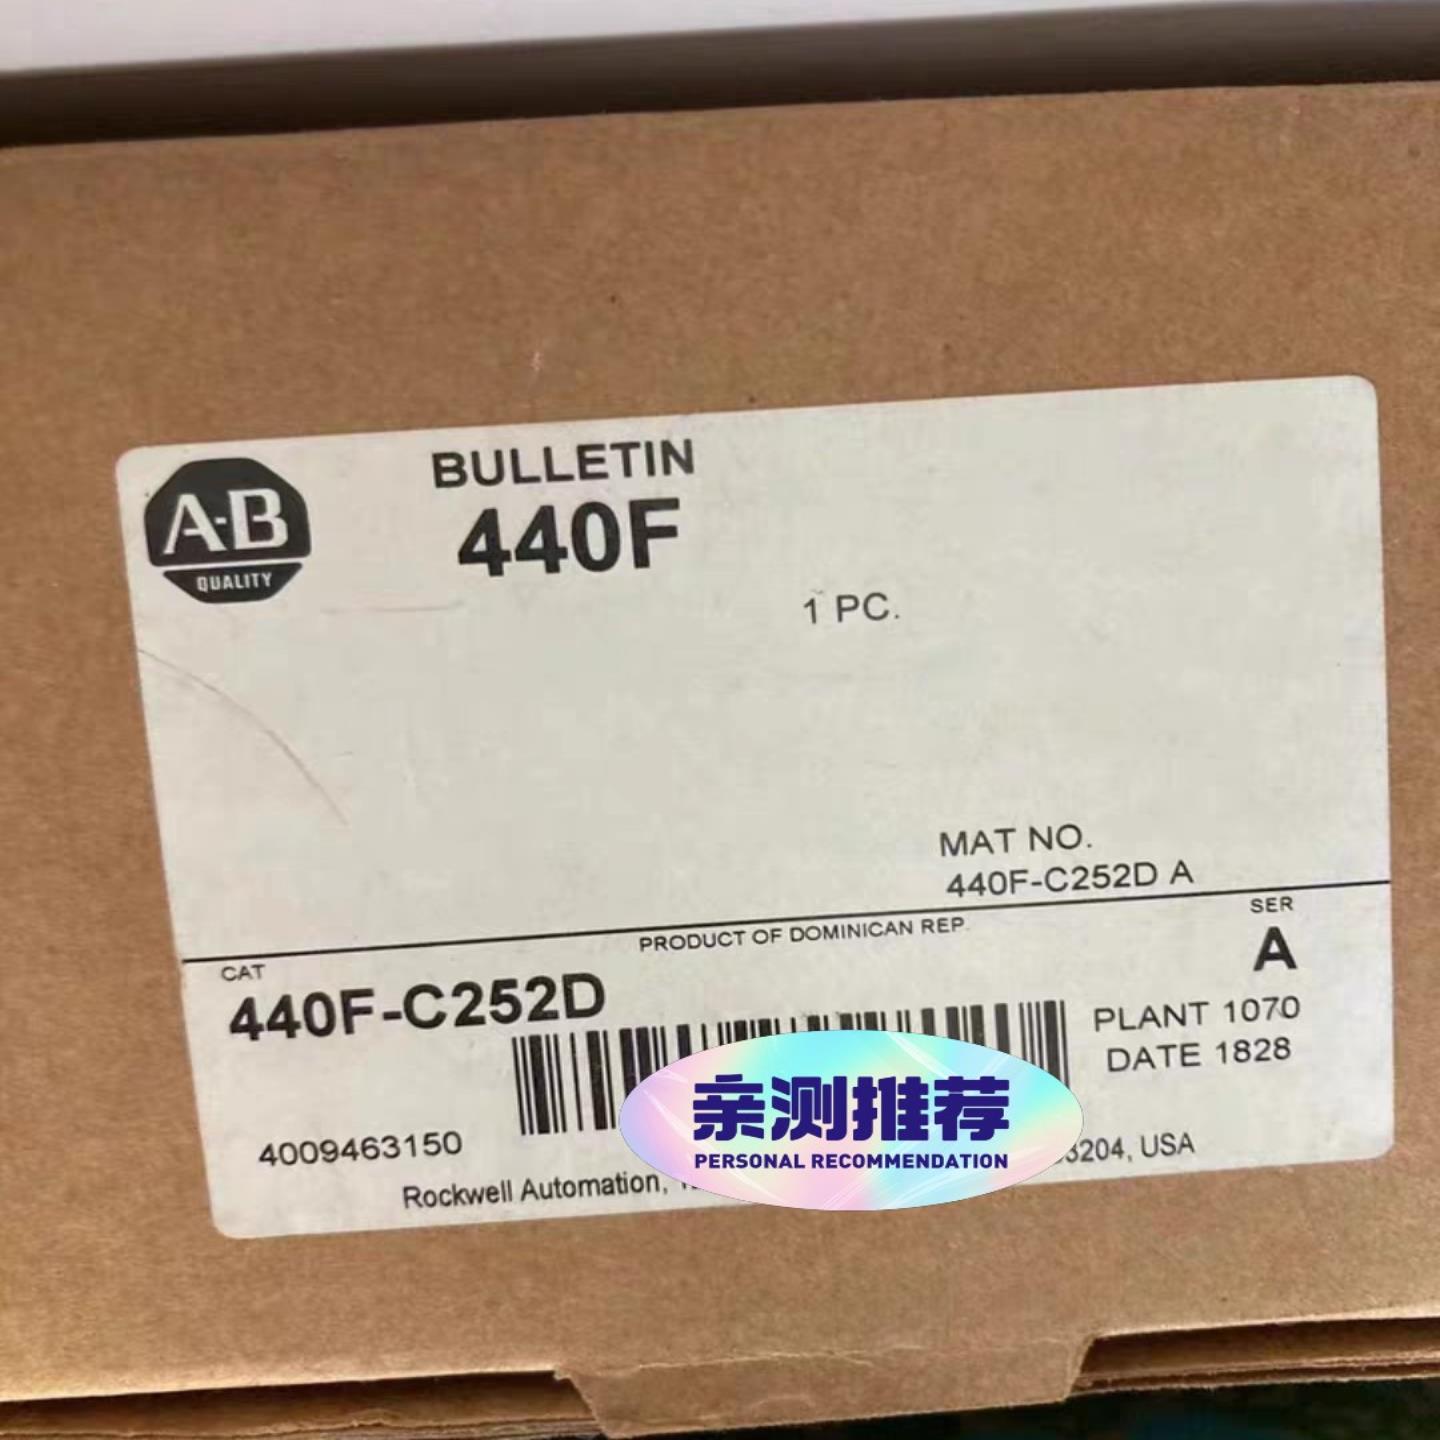 A-B
QUALITY
BULLETIN
440F
1 PC.
MAT NO.
440F-C252D A
PRODUCT OF DOMINICAN REP.
CAT
440F-C252D
SER
A
PLANT 1070
DATE 1828
4009463150
亲测推荐
PERSONAL RECOMMENDATION
Rockwell Automation,
3204, USA